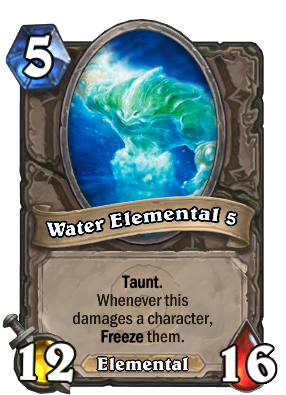 5
Water Elemental 5
Taunt.
Whenever this
damages a character,
Freeze them.
12
Elemental
16